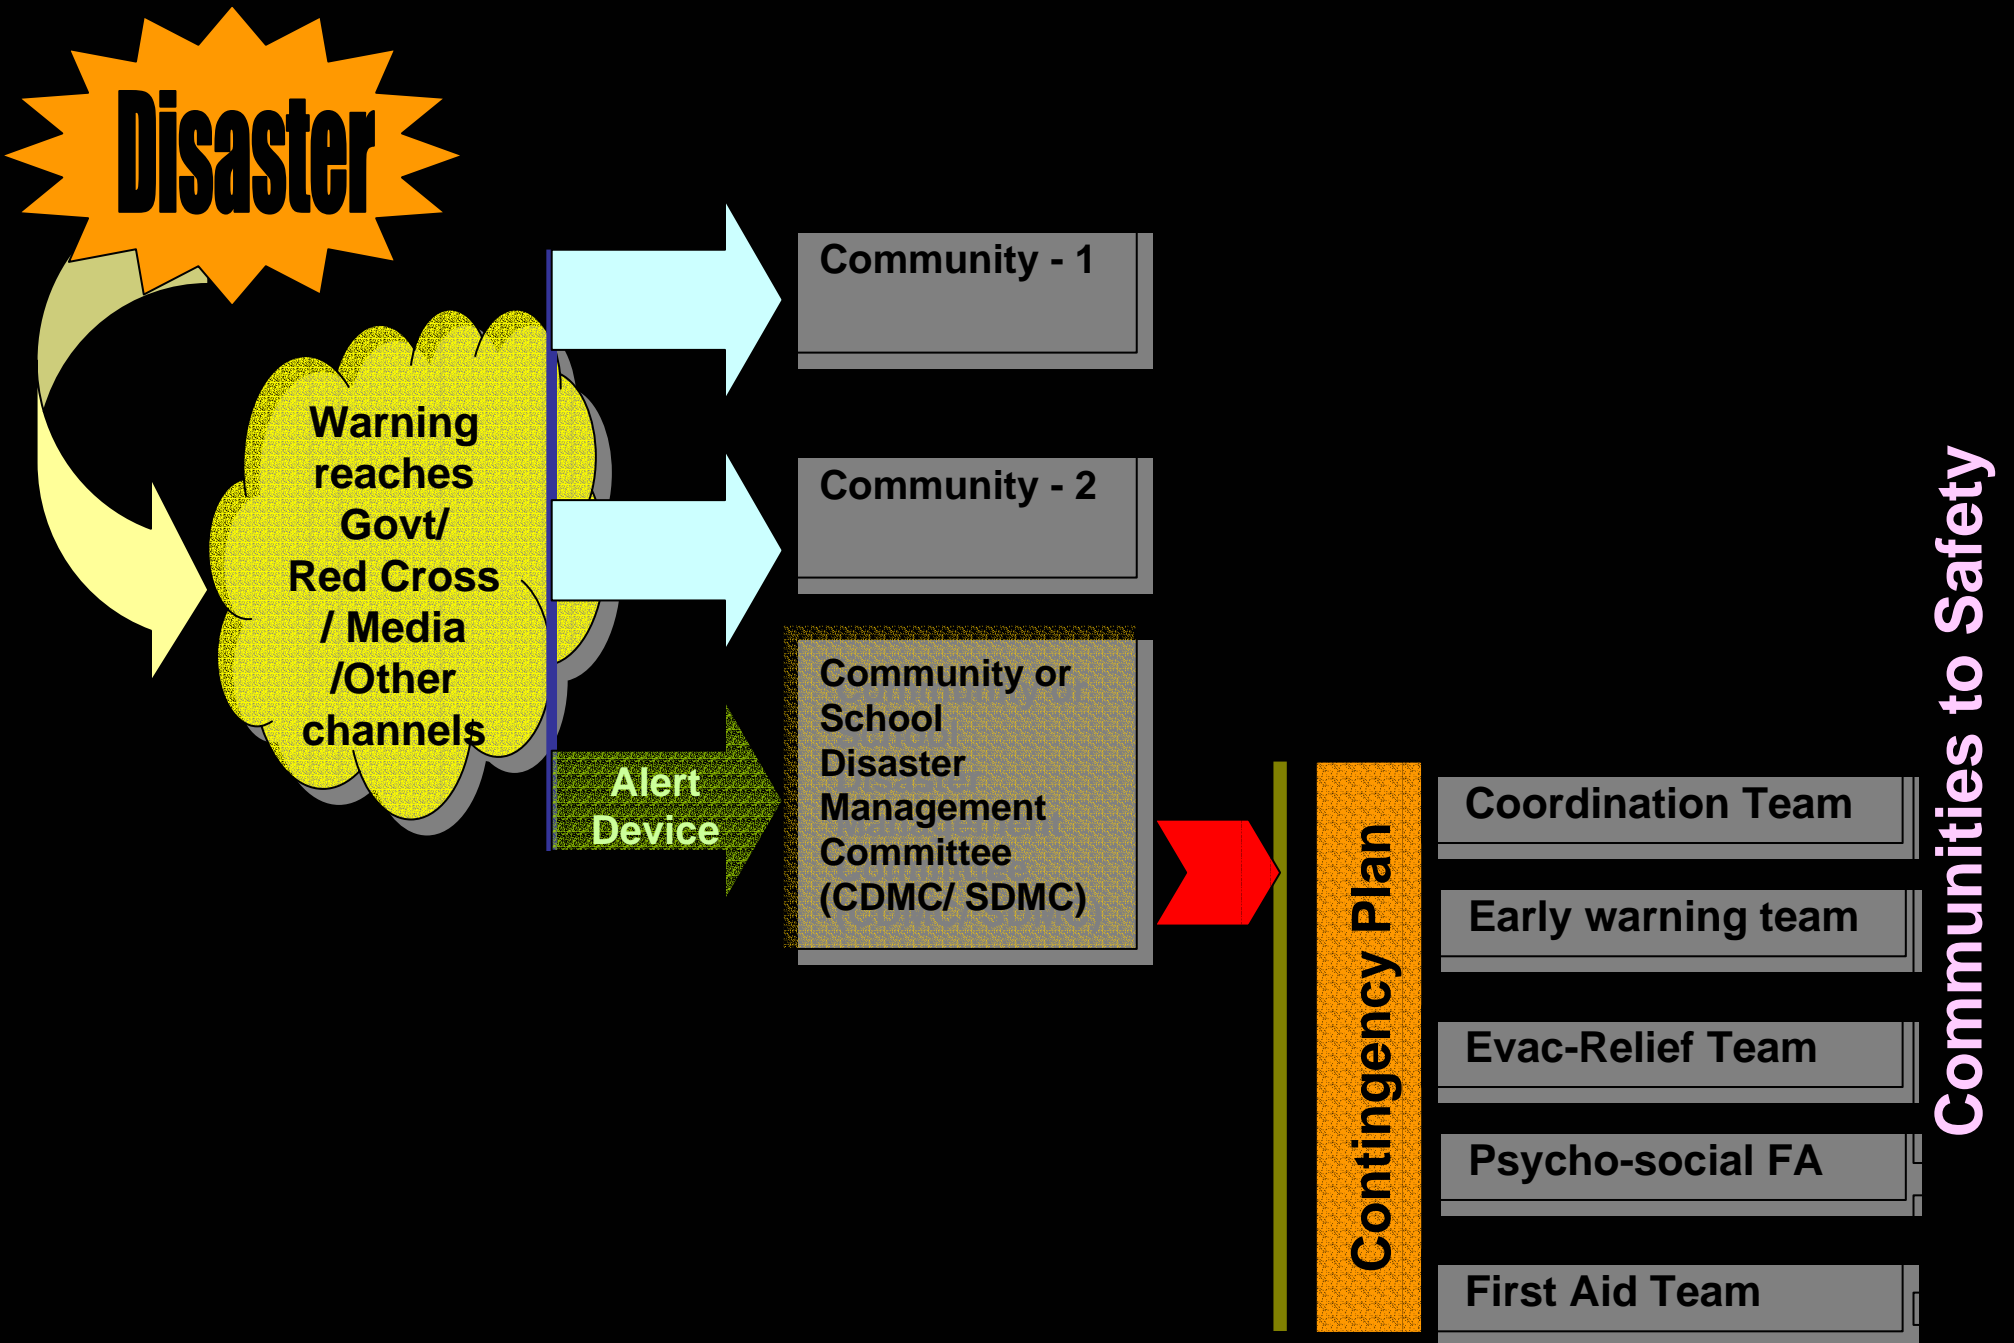 Disaster
Warning
reaches
Govt/
Red Cross
/ Media
/Other
channels
Community - 1
Community - 2
Alert
Device
Community or
School
Disaster
Management
Committee
(CDMC/ SDMC)
Contingency Plan
Coordination Team
Early warning team
Evac-Relief Team
Psycho-social FA
First Aid Team
Communities to Safety